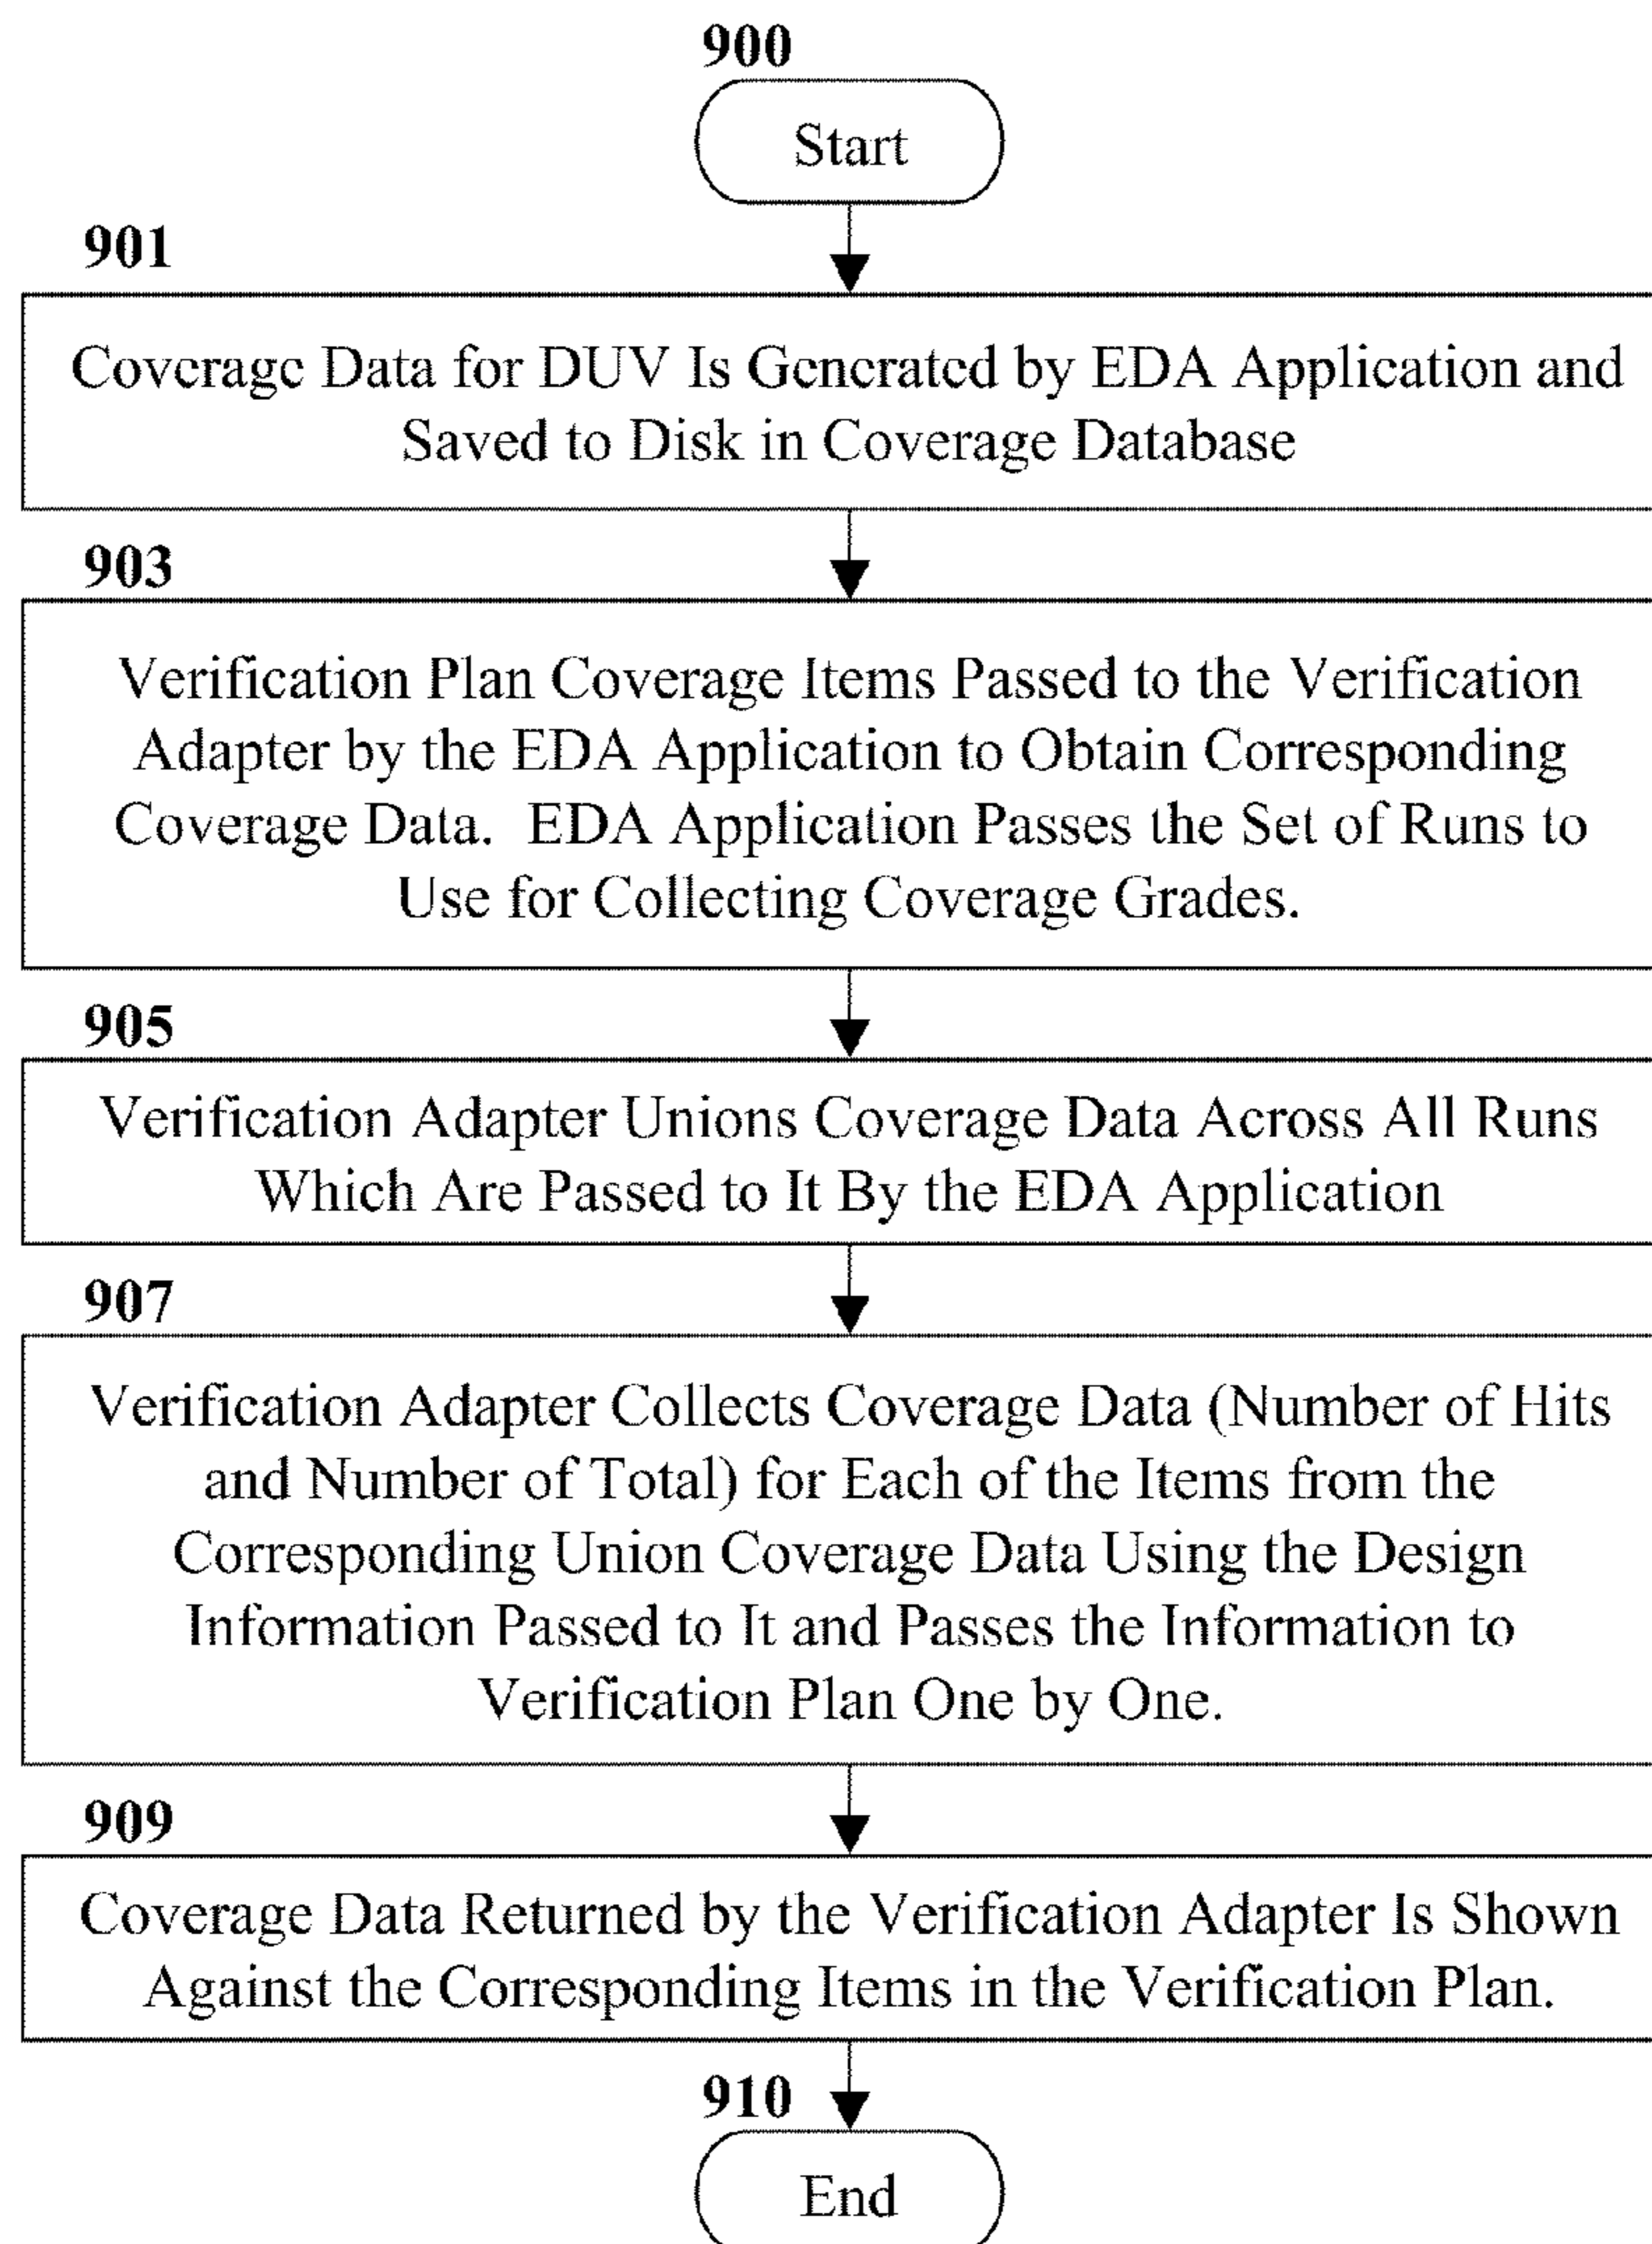 900
Start
901
Coverage Data for DUV Is Generated by EDA Application and
Saved to Disk in Coverage Database
903
Verification Plan Coverage Items Passed to the Verification
Adapter by the EDA Application to Obtain Corresponding
Coverage Data. EDA Application Passes the Set of Runs to
Use for Collecting Coverage Grades.
905
Verification Adapter Unions Coverage Data Across All Runs
Which Are Passed to It By the EDA Application
907
Verification Adapter Collects Coverage Data (Number of Hits
and Number of Total) for Each of the Items from the
Corresponding Union Coverage Data Using the Design
Information Passed to It and Passes the Information to
Verification Plan One by One.
909
Coverage Data Returned by the Verification Adapter Is Shown
Against the Corresponding Items in the Verification Plan.
910
End